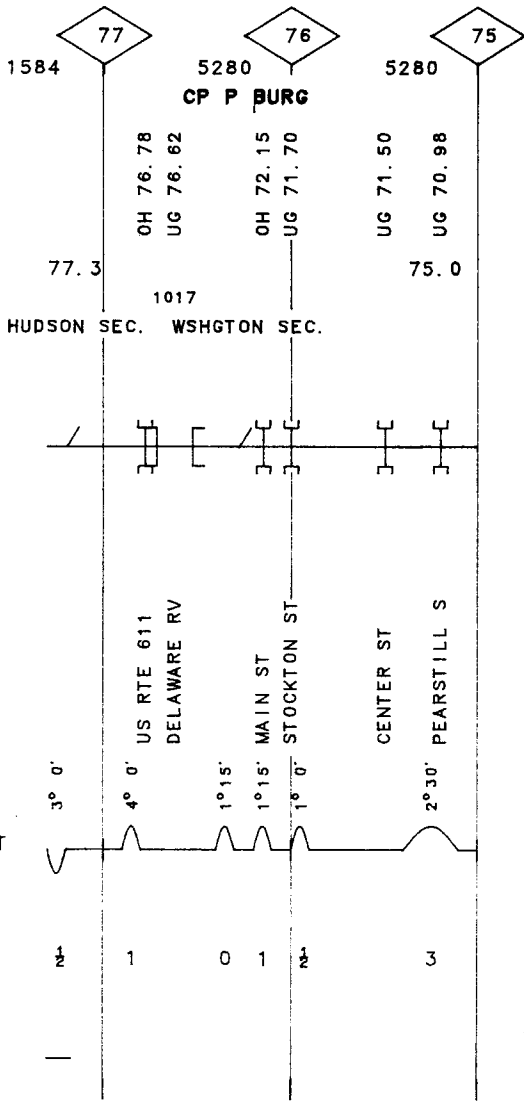 77 76 75
1584 5280 5280
CP P BURG
OH 76.78
UG 76.62
OH 72.15
UG 71.70
UG 71.50
UG 70.98
77.3 75.0
1017
HUDSON SEC. WSHGTON SEC.
US RTE 611
DELAWARE RV
MAIN ST
STOCKTON ST
CENTER ST
PEARSTILL S
3° 0' 4° 0' 1° 15' 1° 15' 1° 0' 2° 30'
T
½ 1 0 1 ½ 3